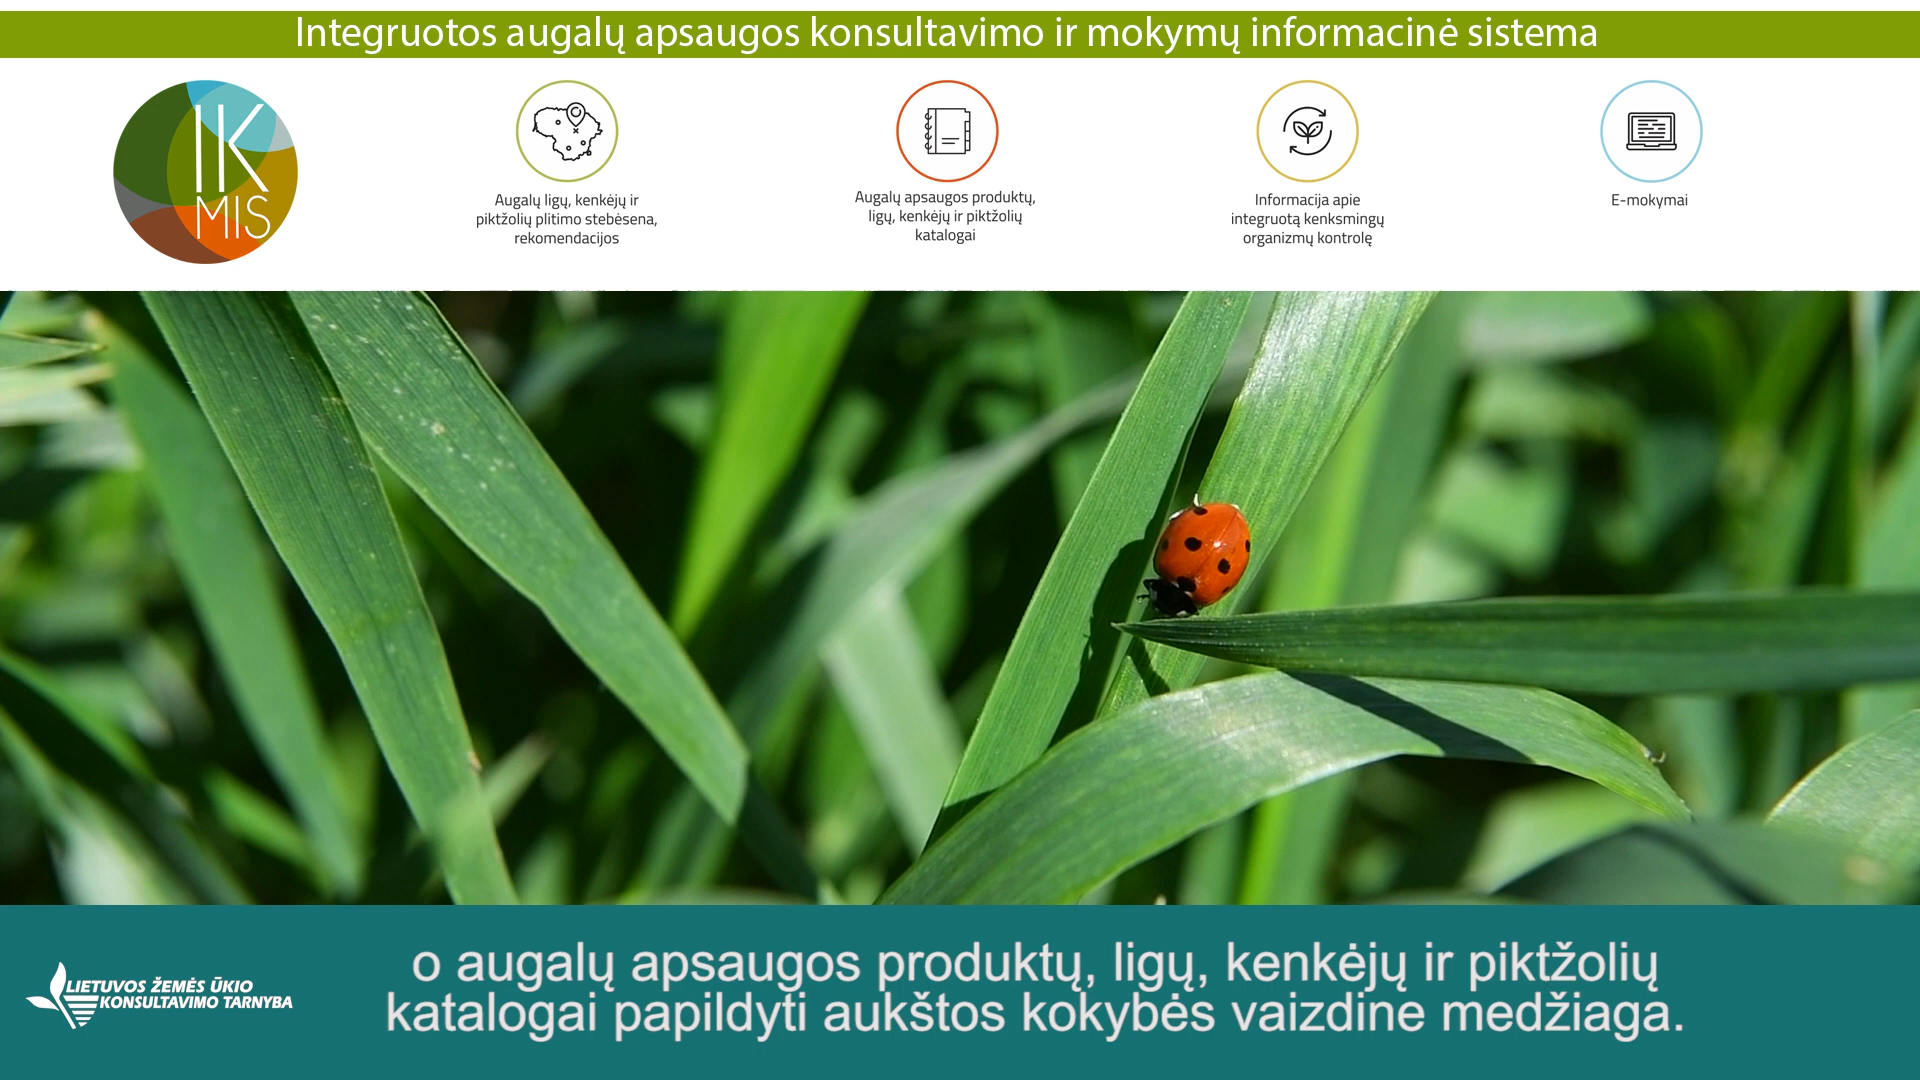 Integruotos augalų apsaugos konsultavimo ir mokymų informacinė sistema
IK
MIS
Augalų ligų, kenkėjų ir
piktžolių plitimo stebėsena,
rekomendacijos
Augalų apsaugos produktų,
ligų, kenkėjų ir piktžolių
katalogai
Informacija apie
integruotą kenksmingų
organizmų kontrolę
E-mokymai
LIETUVOS ŽEMĖS ŪKIO
KONSULTAVIMO TARNYBA
o augalų apsaugos produktų, ligų, kenkėjų ir piktžolių
katalogai papildyti aukštos kokybės vaizdine medžiaga.